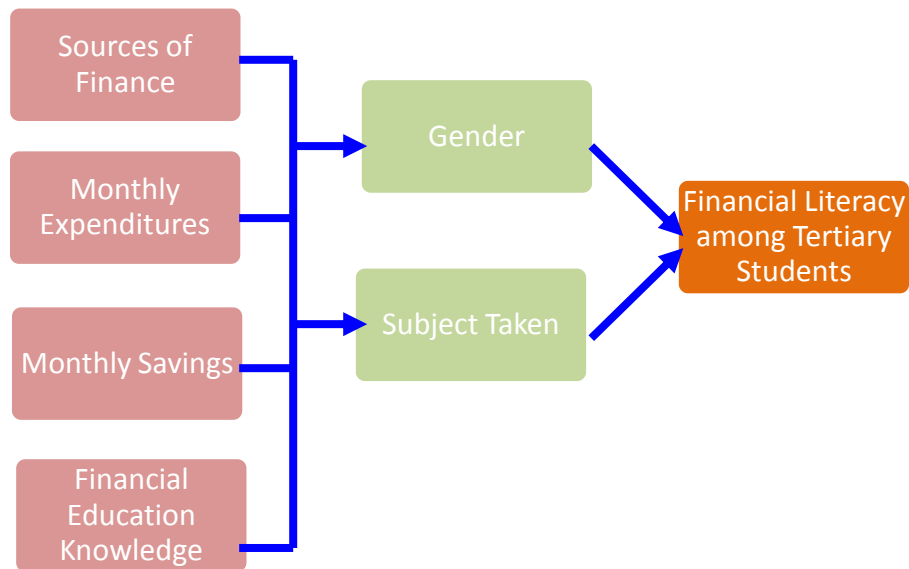 Sources of
Finance
Monthly
Expenditures
Monthly Savings
Financial
Education
Knowledge
Gender
Subject Taken
Financial Literacy
among Tertiary
Students